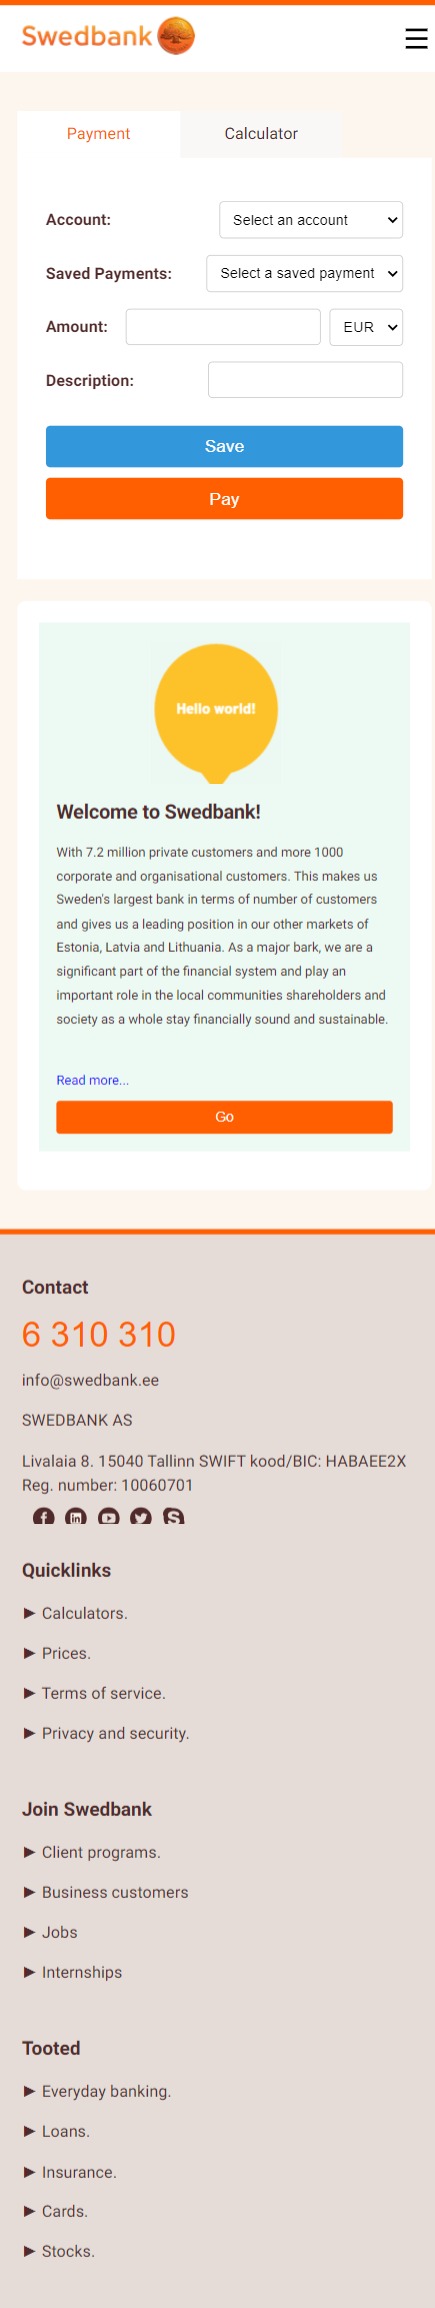 Swedbank
Payment
Calculator
Account:
Select an account
Saved Payments:
Select a saved payment
Amount:
EUR
Description:
Save
Pay
Hello world!
Welcome to Swedbank!
With 7.2 million private customers and more 1000
corporate and organisational customers. This makes us
Sweden's largest bank in terms of number of customers
and gives us a leading position in our other markets of
Estonia, Latvia and Lithuania. As a major bark, we are a
significant part of the financial system and play an
important role in the local communities shareholders and
society as a whole stay financially sound and sustainable.
Read more...
Go
Contact
6 310 310
info@swedbank.ee
SWEDBANK AS
Livalaia 8. 15040 Tallinn SWIFT kood/BIC: HABAEE2X
Reg. number: 10060701
Quicklinks
► Calculators.
► Prices.
► Terms of service.
► Privacy and security.
Join Swedbank
► Client programs.
► Business customers
► Jobs
► Internships
Tooted
► Everyday banking.
► Loans.
► Insurance.
► Cards.
► Stocks.